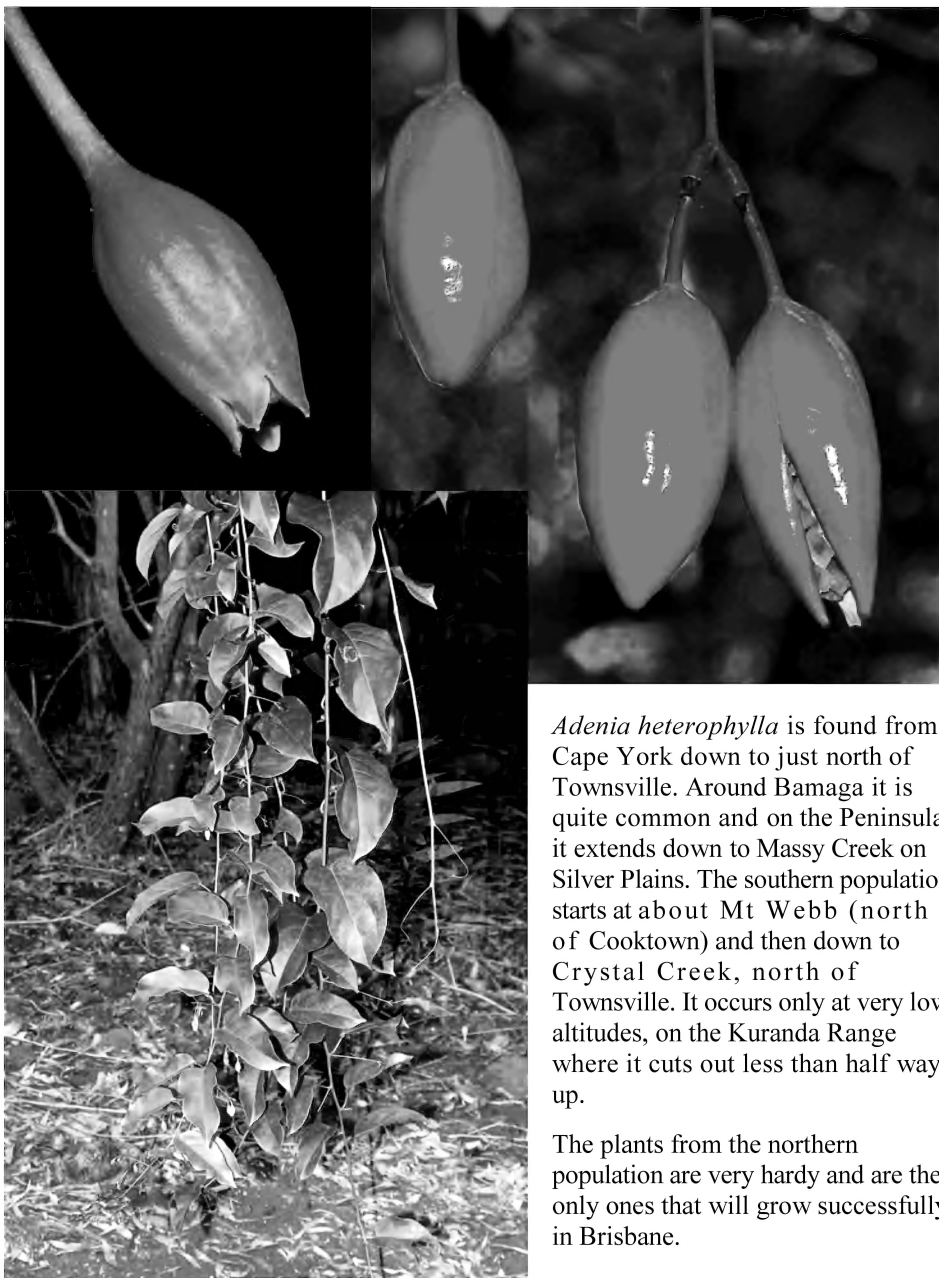 Adenia heterophylla is found from
Cape York down to just north of
Townsville. Around Bamaga it is
quite common and on the Peninsula
it extends down to Massy Creek on
Silver Plains. The southern populatio
starts at about Mt Webb (north
of Cooktown) and then down to
Crystal Creek, north of
Townsville. It occurs only at very low
altitudes, on the Kuranda Range
where it cuts out less than half way
up.
The plants from the northern
population are very hardy and are the
only ones that will grow successfully
in Brisbane.